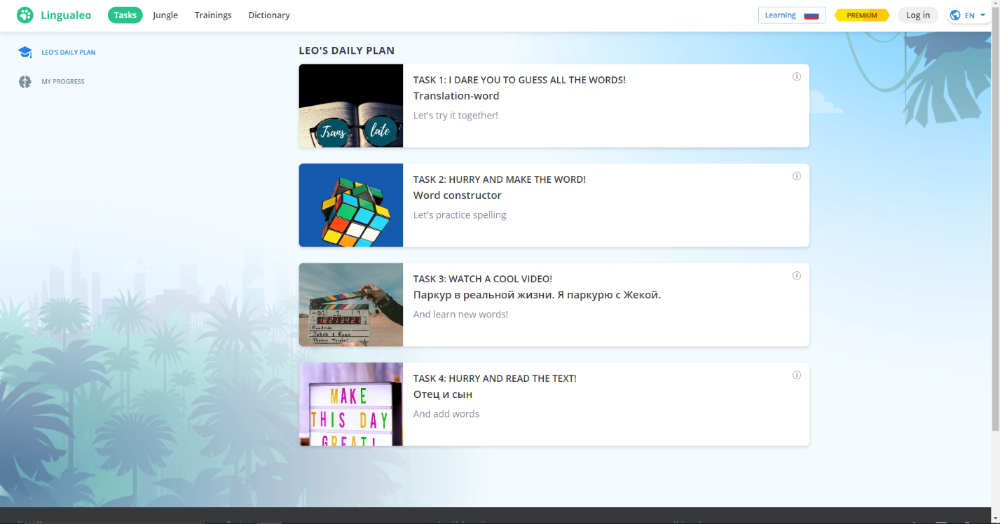 Lingualeo
Tasks
Jungle
Trainings
Dictionary
Learning
PREMIUM
Log in
EN
LEO'S DAILY PLAN
MY PROGRESS
LEO'S DAILY PLAN
Trans late
TASK 1: I DARE YOU TO GUESS ALL THE WORDS!
Translation-word
Let's try it together!
TASK 2: HURRY AND MAKE THE WORD!
Word constructor
Let's practice spelling
TASK 3: WATCH A COOL VIDEO!
Паркур в реальной жизни. Я паркурю с Жекой.
And learn new words!
Roadside
Jakob & Ryan
TASK 4: HURRY AND READ THE TEXT!
Отец и сын
And add words
MAKE
THIS DAY
GREAT!